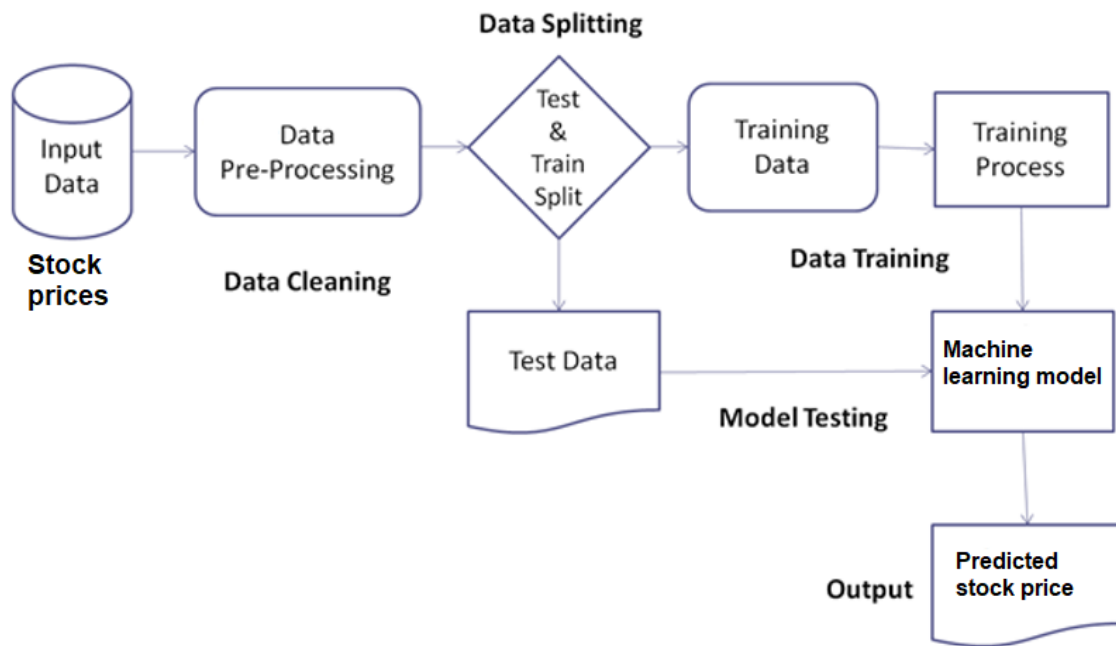 Data Splitting
Input
Data
Stock
prices
Data
Pre-Processing
Data Cleaning
Test
&
Train
Split
Training
Data
Training
Process
Data Training
Test Data
Model Testing
Machine
learning model
Output
Predicted
stock price